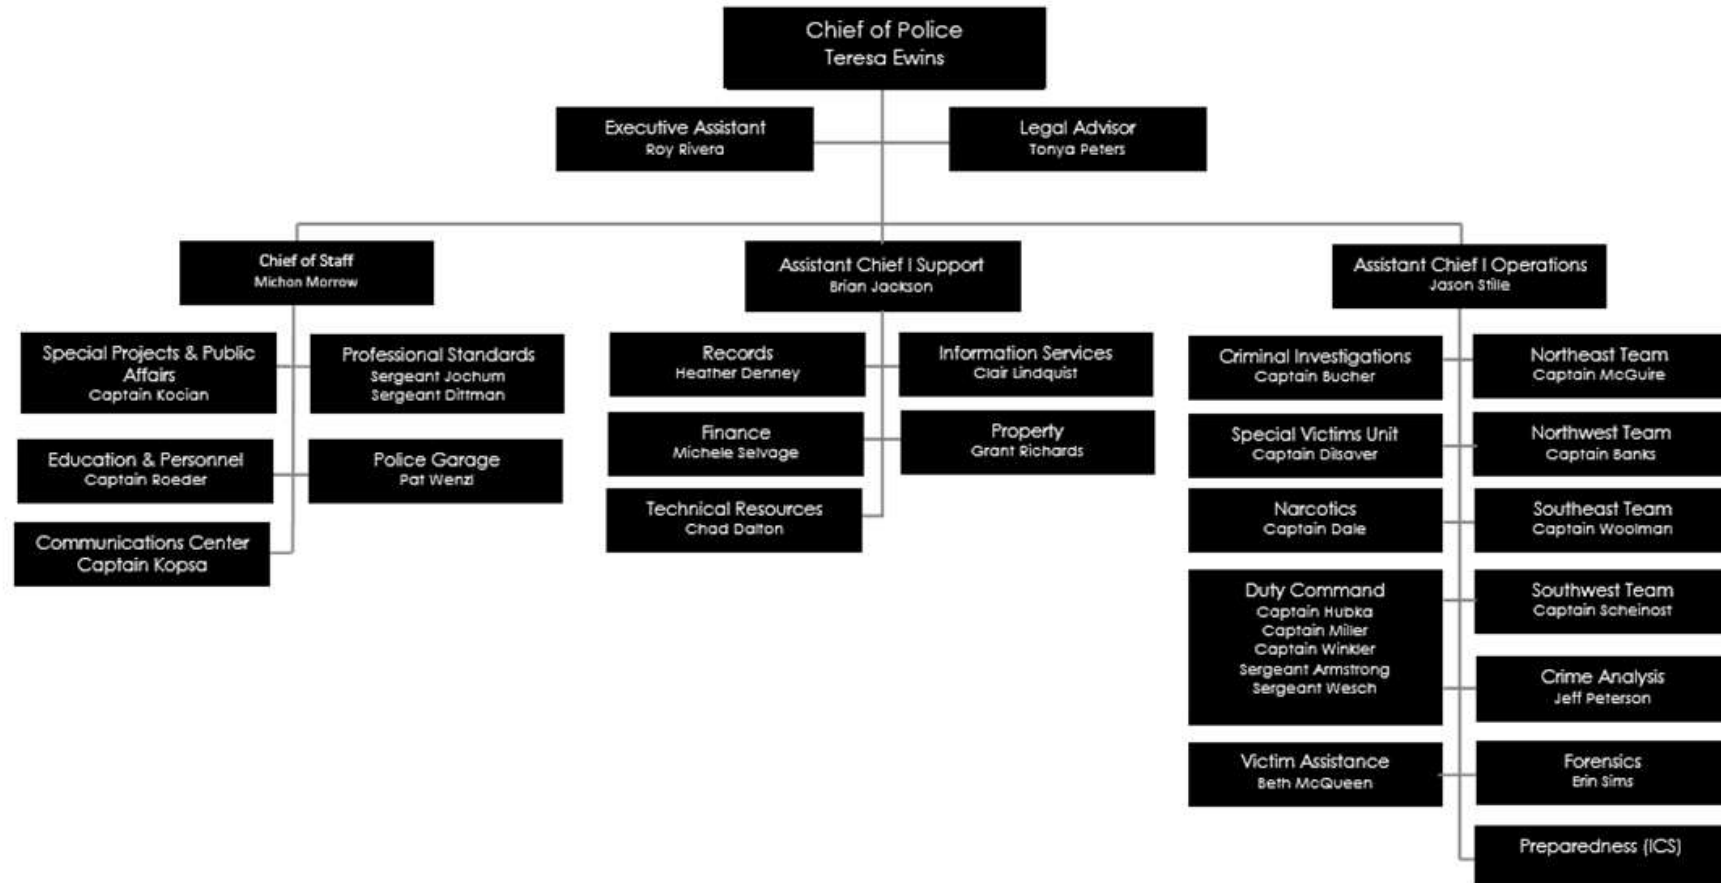 Chief of Police
Teresa Ewins
Executive Assistant
Roy Rivera
Legal Advisor
Tonya Peters
Chief of Staff
Michon Morrow
Assistant Chief I Support
Brian Jackson
Assistant Chief I Operations
Jason Stille
Special Projects & Public
Affairs
Captain Kocian
Professional Standards
Sergeant Jochum
Sergeant Dittman
Education & Personnel
Captain Roeder
Police Garage
Pat Wenzl
Communications Center
Captain Kopsa
Records
Heather Denney
Information Services
Clair Lindquist
Finance
Michele Selvage
Property
Grant Richards
Technical Resources
Chad Dalton
Criminal Investigations
Captain Bucher
Northeast Team
Captain McGuire
Special Victims Unit
Captain Dilsaver
Northwest Team
Captain Banks
Narcotics
Captain Dale
Southeast Team
Captain Woolman
Duty Command
Captain Hubka
Captain Miller
Captain Winkler
Sergeant Armstrong
Sergeant Wesch
Southwest Team
Captain Scheinost
Crime Analysis
Jeff Peterson
Victim Assistance
Beth McQueen
Forensics
Erin Sims
Preparedness (ICS)